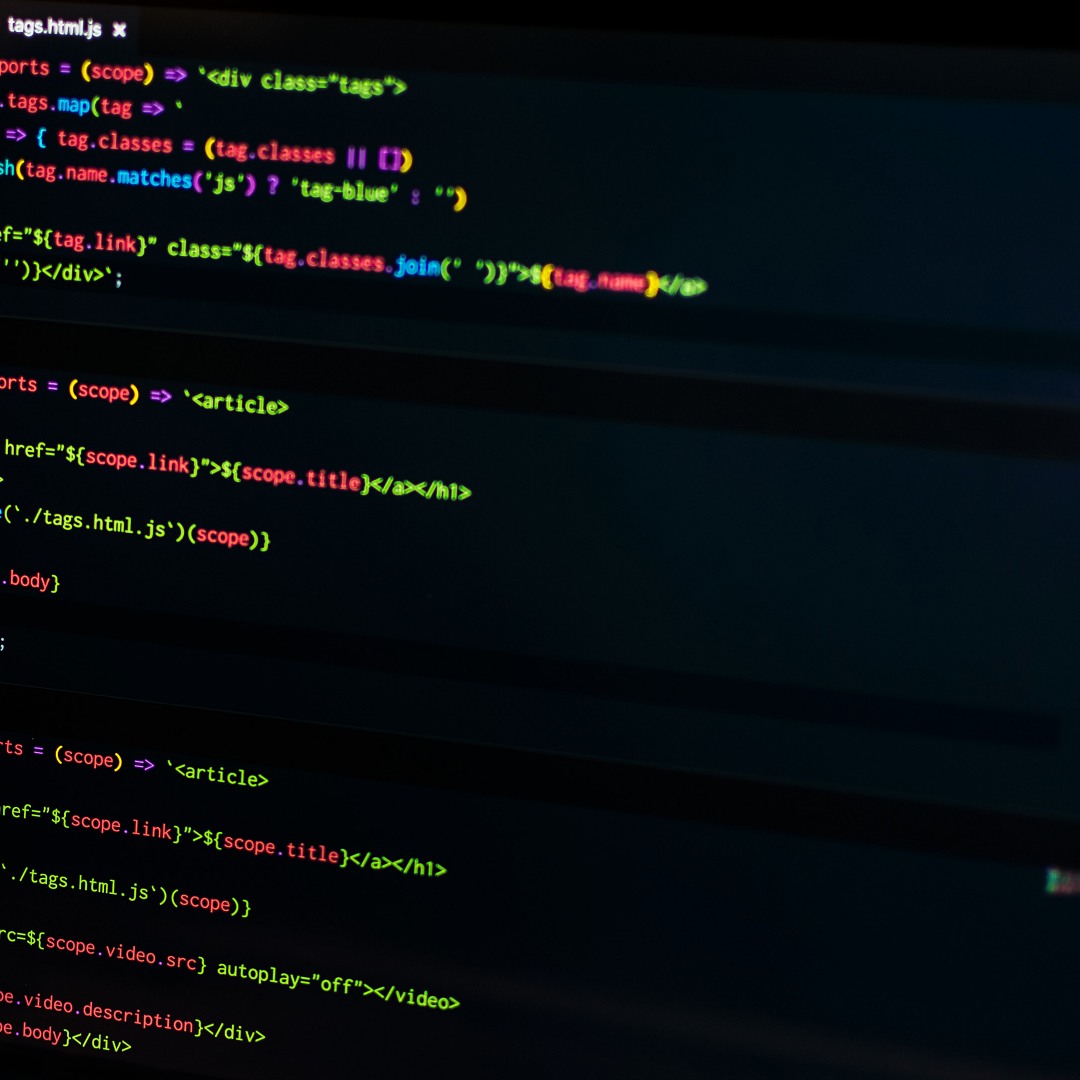 tags.html.js ×
ports = (scope) => `<div class="tags">
.tags.map(tag => `
=> { tag.classes = (tag.classes || [])
sh(tag.name.matches('js') ? 'tag-blue' : '')
ef="${tag.link}" class="${tag.classes.join(' ')}">${tag.name}</a>
'')}</div>`;
orts = (scope) => `<article>
href="${scope.link}">${scope.title}</a></h1>
>
e(`./tags.html.js`)(scope)}
.body}
;
rts = (scope) => `<article>
href="${scope.link}">${scope.title}</a></h1>
`./tags.html.js`)(scope)}
rc=${scope.video.src} autoplay="off"></video>
pe.video.description}</div>
pe.body}</div>